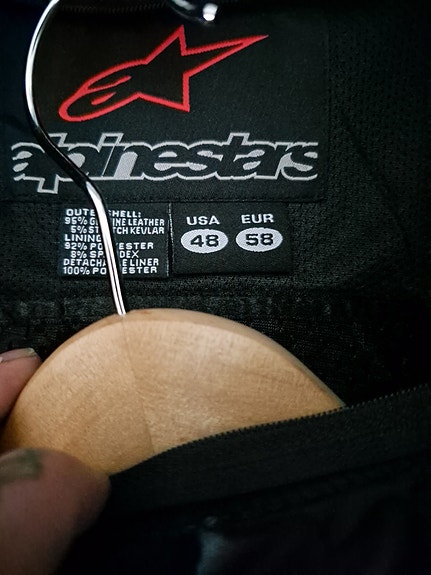 alpinestars
OUTER SHELL:
95% GENUINE LEATHER
5% STRETCH KEVLAR
LINING
92% POLYESTER
8% SPANDEX
DETACHABLE LINER
100% POLYESTER
USA EUR
48 58